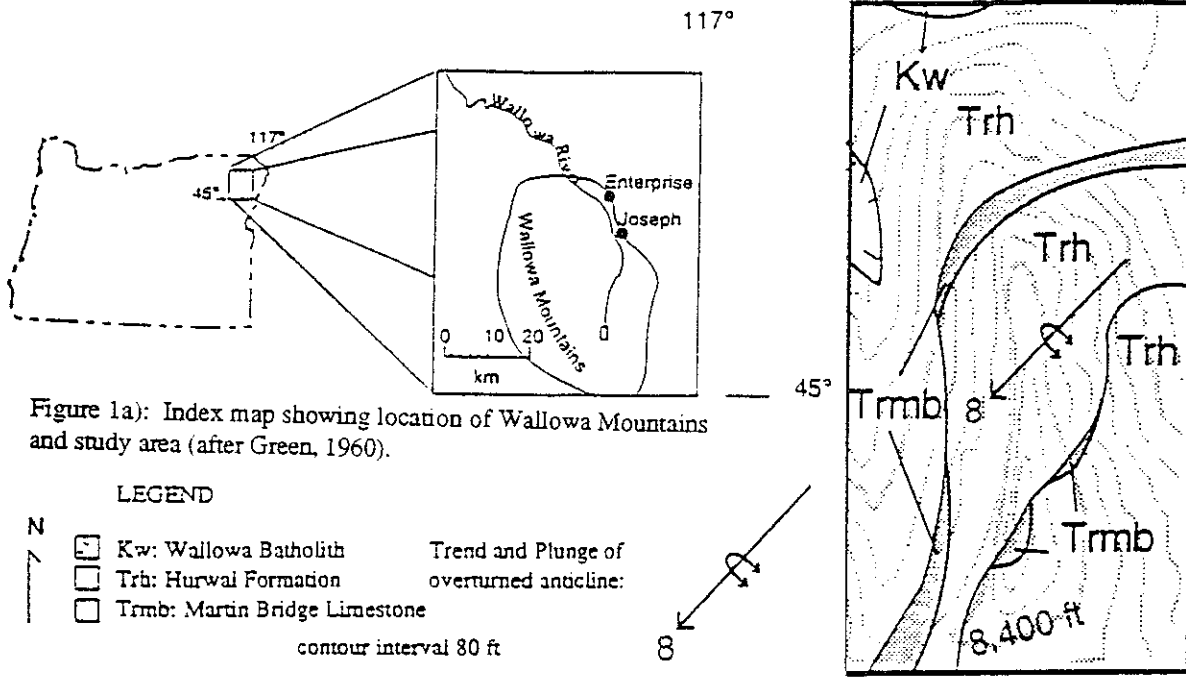 117°
117°
45°
Wallowa River
Enterprise
Joseph
Wallowa Mountains
0 10 20 0
km
45°
Figure 1a): Index map showing location of Wallowa Mountains
and study area (after Green, 1960).
LEGEND
N
Kw: Wallowa Batholith
Trh: Hurwal Formation
Trmb: Martin Bridge Limestone
Trend and Plunge of
overturned anticline:
contour interval 80 ft
8
Kw
Trh
Trh
Trh
Trmb
8
Trmb
8,400 ft